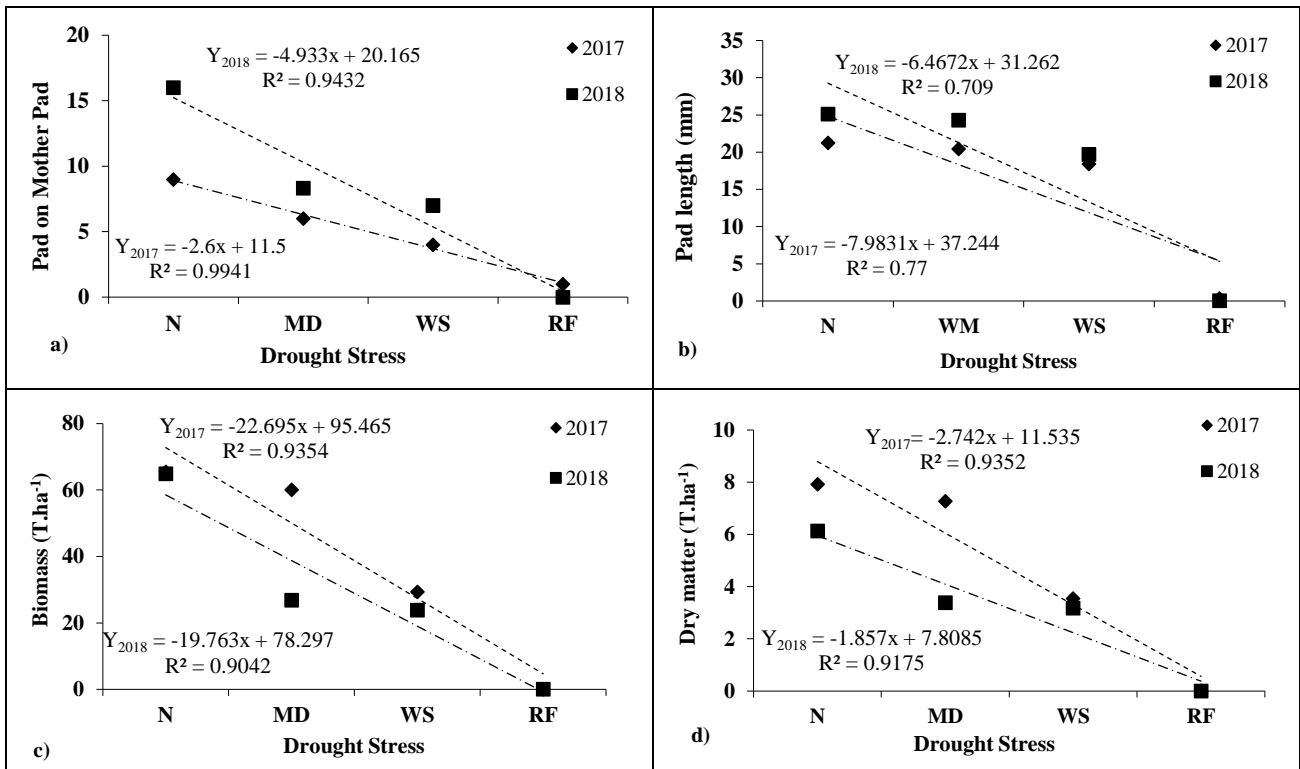 20
15
10
5
0
Pad on Mother Pad
Y2018 = -4.933x + 20.165
R² = 0.9432
2017
2018
Y2017 = -2.6x + 11.5
R² = 0.9941
N MD WS RF
a)
Drought Stress
35
30
25
20
15
10
5
0
Pad length (mm)
Y2018 = -6.4672x + 31.262
R² = 0.709
2017
2018
Y2017 = -7.9831x + 37.244
R² = 0.77
N WM WS RF
b)
Drought Stress
80
60
40
20
0
Biomass (T.ha-1)
Y2017 = -22.695x + 95.465
R² = 0.9354
2017
2018
Y2018 = -19.763x + 78.297
R² = 0.9042
N MD WS RF
c)
Drought Stress
10
8
6
4
2
0
Dry matter (T.ha-1)
Y2017= -2.742x + 11.535
R² = 0.9352
2017
2018
Y2018 = -1.857x + 7.8085
R² = 0.9175
N MD WS RF
d)
Drought Stress